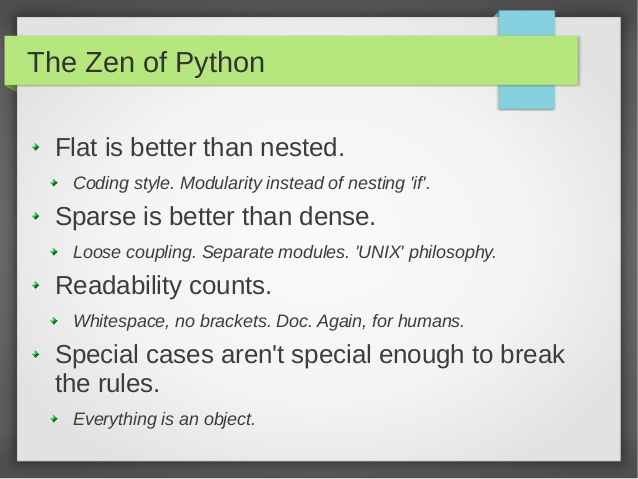 The Zen of Python
Flat is better than nested.
Coding style. Modularity instead of nesting 'if'.
Sparse is better than dense.
Loose coupling. Separate modules. 'UNIX' philosophy.
Readability counts.
Whitespace, no brackets. Doc. Again, for humans.
Special cases aren't special enough to break
the rules.
Everything is an object.